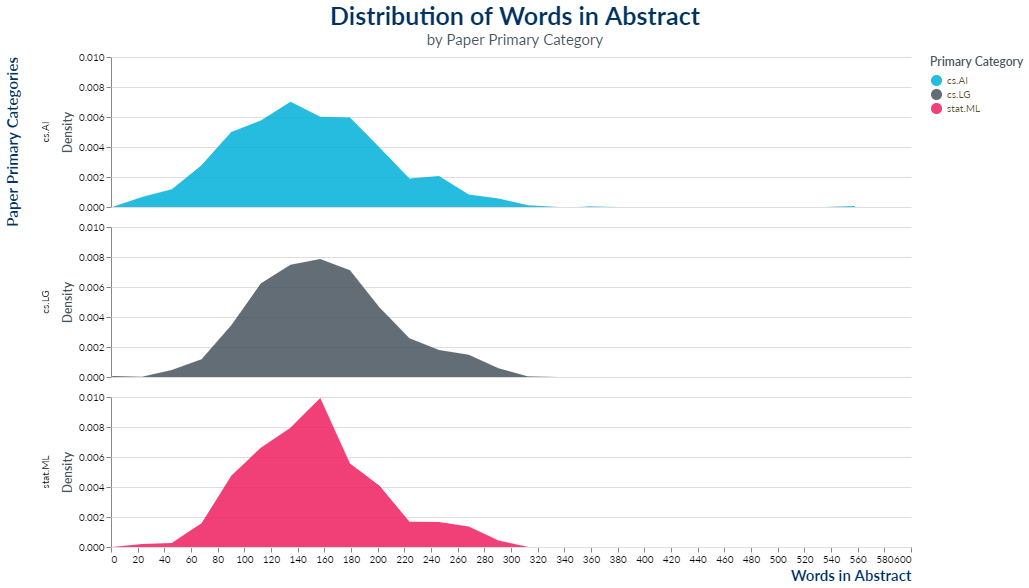 Distribution of Words in Abstract
by Paper Primary Category
Paper Primary Categories
cs.AI
Density
0.010
0.008
0.006
0.004
0.002
0.000
cs.LG
Density
0.010
0.008
0.006
0.004
0.002
0.000
stat.ML
Density
0.010
0.008
0.006
0.004
0.002
0.000
0 20 40 60 80 100 120 140 160 180 200 220 240 260 280 300 320 340 360 380 400 420 440 460 480 500 520 540 560 580 600
Words in Abstract
Primary Category
cs.AI
cs.LG
stat.ML